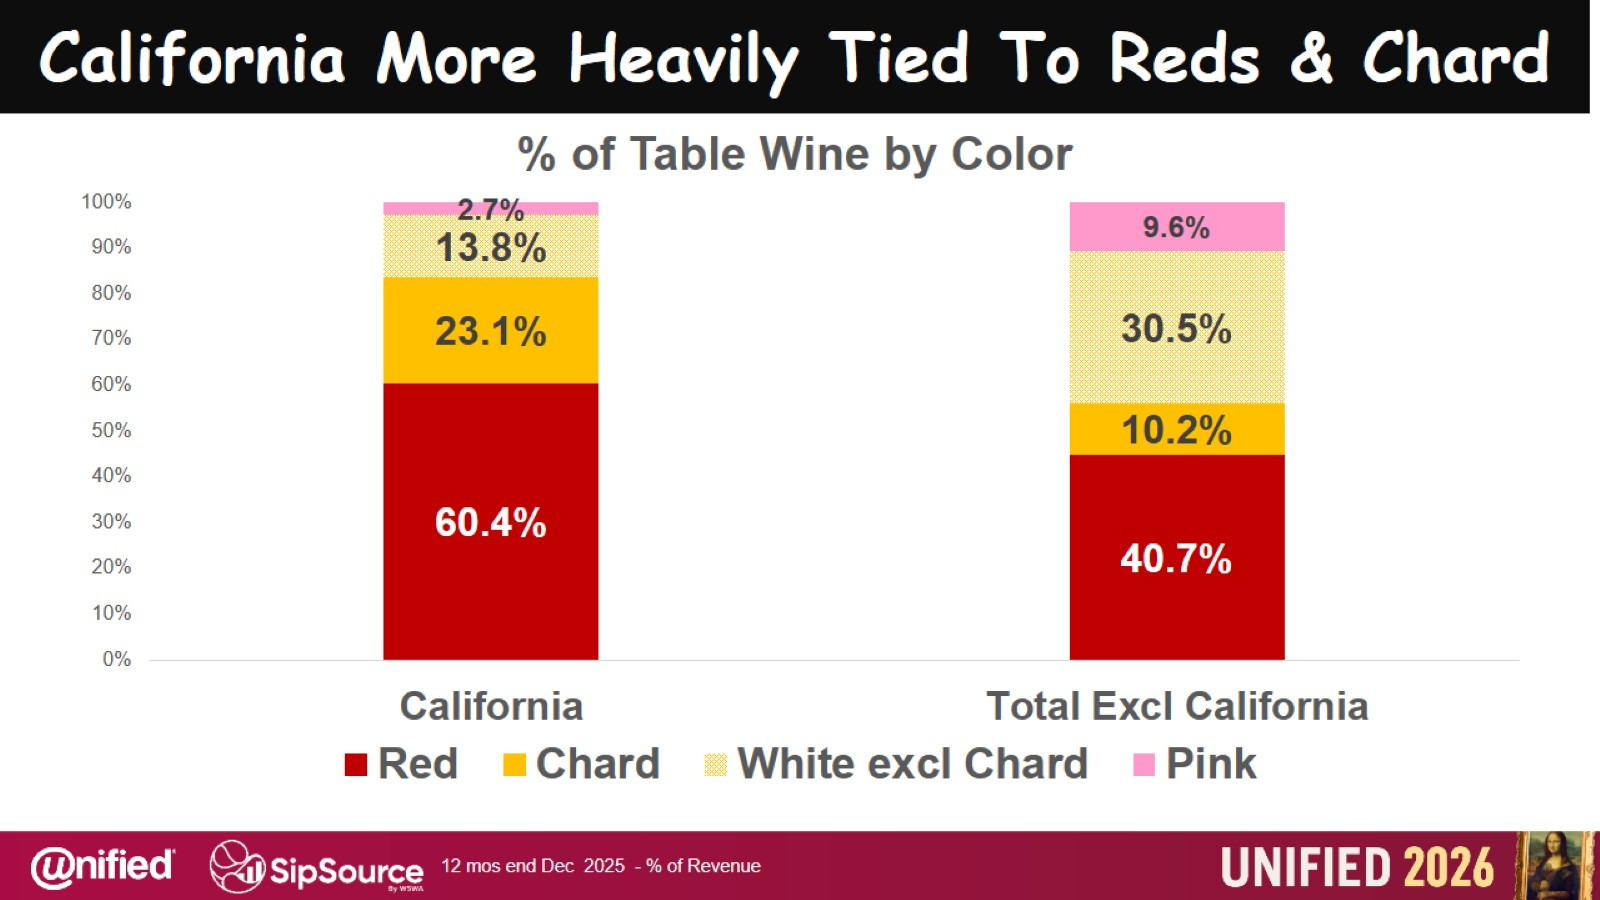 California More Heavily Tied To Reds & Chard
% of Table Wine by Color
100%
90%
80%
70%
60%
50%
40%
30%
20%
10%
0%
2.7%
13.8%
23.1%
60.4%
9.6%
30.5%
10.2%
40.7%
California
Total Excl California
Red
Chard
White excl Chard
Pink
unified
SipSource
By WSWA
12 mos end Dec 2025 - % of Revenue
UNIFIED 2026